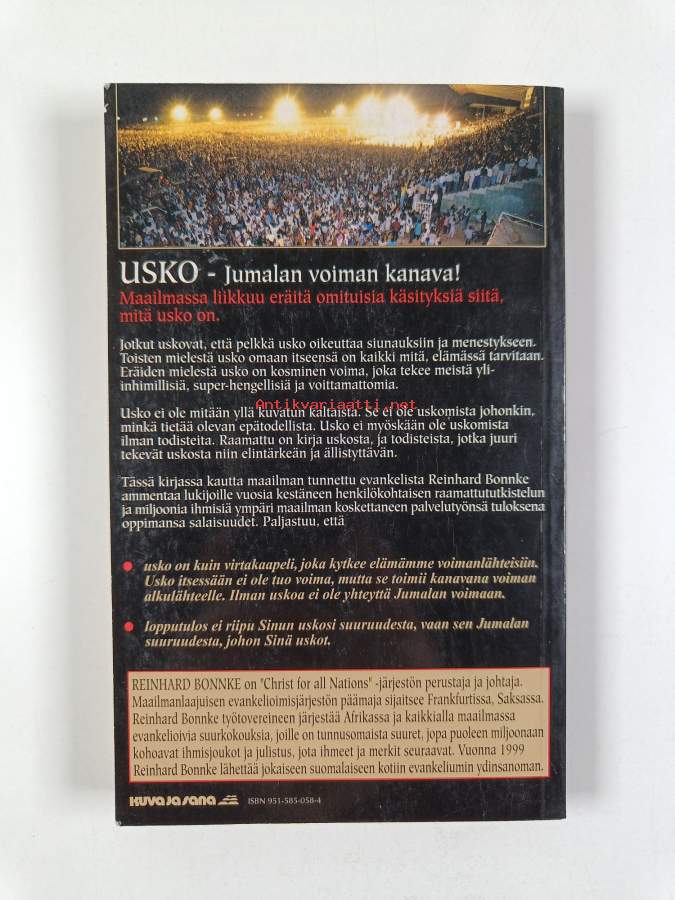 USKO - Jumalan voiman kanava!
Maailmassa liikkuu eräitä omituisia käsityksiä siitä,
mitä usko on.
Jotkut uskovat, että pelkkä usko oikeuttaa siunauksiin ja menestykseen.
Toisten mielestä usko omaan itseensä on kaikki mitä, elämässä tarvitaan.
Eräiden mielestä usko on kosminen voima, joka tekee meistä yli-
inhimillisiä, super-hengellisiä ja voittamattomia.
Antikvariaatti.net
Usko ei ole mitään yllä kuvatun kaltaista. Se ei ole uskomista johonkin,
minkä tietää olevan epätodellista. Usko ei myöskään ole uskomista
ilman todisteita. Raamattu on kirja uskosta, ja todisteista, jotka juuri
tekevät uskosta niin elintärkeän ja ällistyttävän.
Tässä kirjassa kautta maailman tunnettu evankelista Reinhard Bonnke
ammentaa lukijoille vuosia kestäneen henkilökohtaisen raamattututkistelun
ja miljoonia ihmisiä ympäri maailman koskettaneen palvelutyönsä tuloksena
oppimansa salaisuudet. Paljastuu, että
• usko on kuin virtakaapeli, joka kytkee elämämme voimanlähteisiin.
Usko itsessään ei ole tuo voima, mutta se toimii kanavana voiman
alkulähteelle. Ilman uskoa ei ole yhteyttä Jumalan voimaan.
• lopputulos ei riipu Sinun uskosi suuruudesta, vaan sen Jumalan
suuruudesta, johon Sinä uskot.
REINHARD BONNKE on "Christ for all Nations" -järjestön perustaja ja johtaja.
Maailmanlaajuisen evankelioimisjärjestön päämaja sijaitsee Frankfurtissa, Saksassa.
Reinhard Bonnke työtovereineen järjestää Afrikassa ja kaikkialla maailmassa
evankelioivia suurkokouksia, joille on tunnusomaista suuret, jopa puoleen miljoonaan
kohoavat ihmisjoukot ja julistus, jota ihmeet ja merkit seuraavat. Vuonna 1999
Reinhard Bonnke lähettää jokaiseen suomalaiseen kotiin evankeliumin ydinsanoman.
kuva ja sana ISBN 951-585-058-4